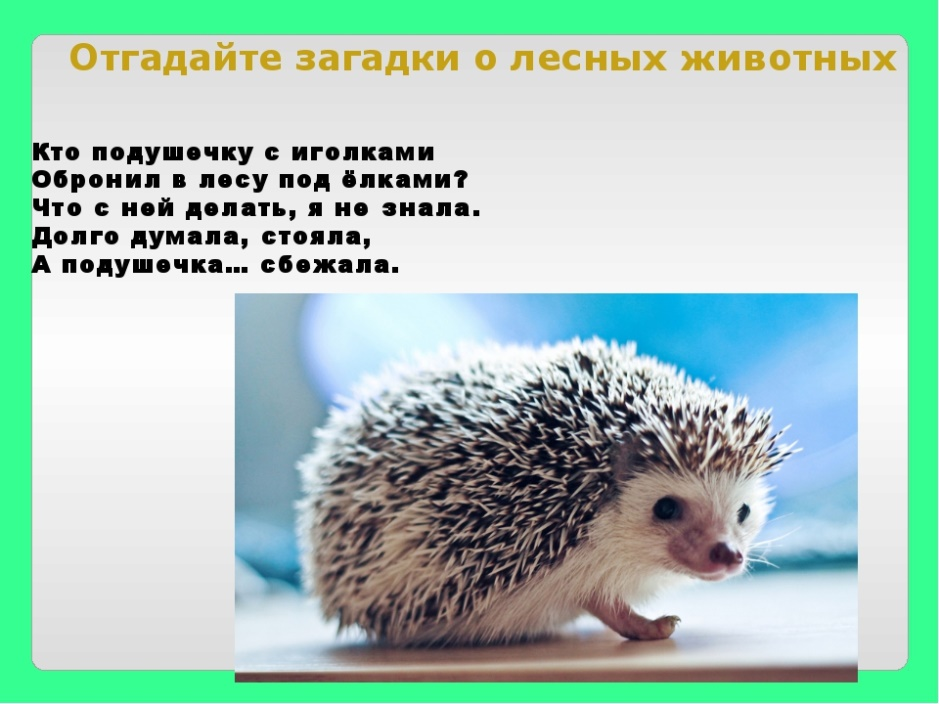 Отгадайте загадки о лесных животных
Кто подушечку с иголками
Обронил в лесу под ёлками?
Что с ней делать, я не знала.
Долго думала, стояла,
А подушечка... сбежала.